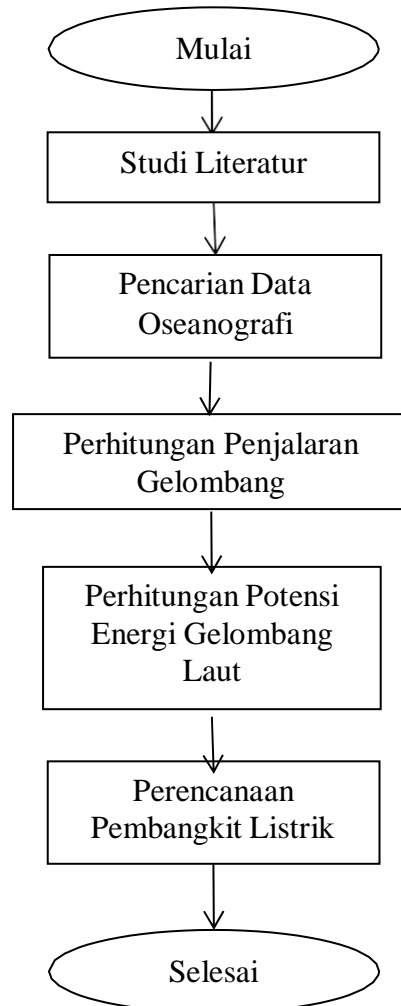 Mulai
Studi Literatur
Pencarian Data
Oseanografi
Perhitungan Penjalaran
Gelombang
Perhitungan Potensi
Energi Gelombang
Laut
Perencanaan
Pembangkit Listrik
Selesai